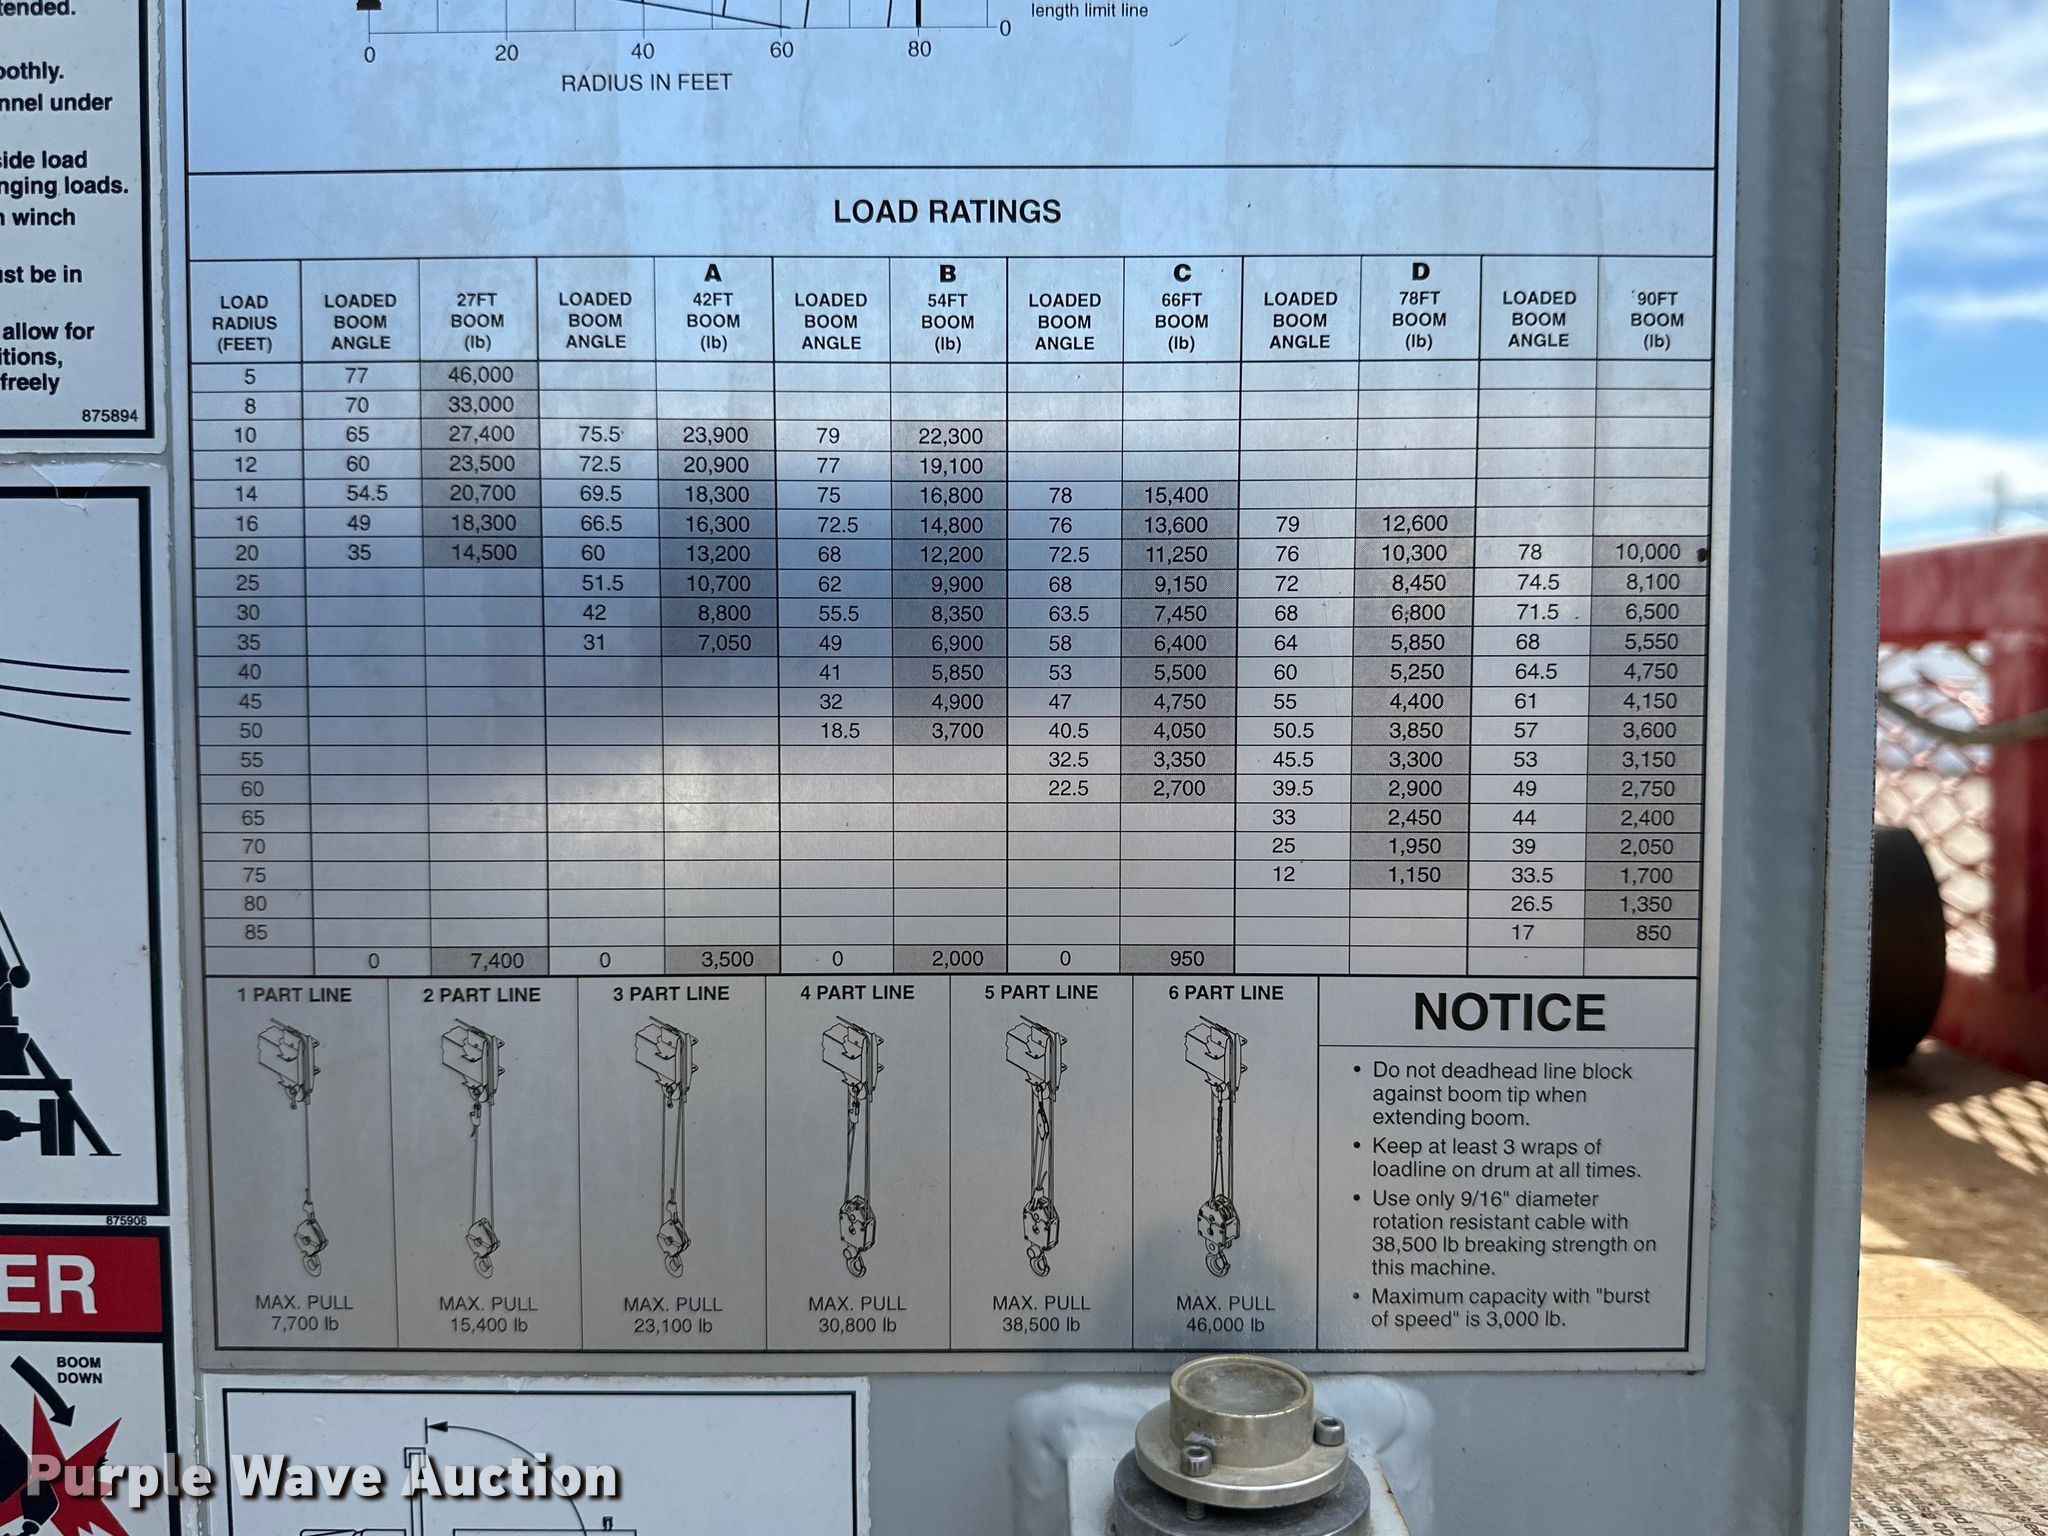 tended.
oothly.
nnel under
side load
nging loads.
n winch
ust be in
allow for
itions,
freely
875894
875906
ER
BOOM
DOWN
length limit line
0
0 20 40 60 80
RADIUS IN FEET
LOAD RATINGS
A B C D
LOAD RADIUS (FEET) LOADED BOOM ANGLE 27FT BOOM (lb) LOADED BOOM ANGLE 42FT BOOM (lb) LOADED BOOM ANGLE 54FT BOOM (lb) LOADED BOOM ANGLE 66FT BOOM (lb) LOADED BOOM ANGLE 78FT BOOM (lb) LOADED BOOM ANGLE 90FT BOOM (lb)
5 77 46,000
8 70 33,000
10 65 27,400 75.5 23,900 79 22,300
12 60 23,500 72.5 20,900 77 19,100
14 54.5 20,700 69.5 18,300 75 16,800 78 15,400
16 49 18,300 66.5 16,300 72.5 14,800 76 13,600 79 12,600
20 35 14,500 60 13,200 68 12,200 72.5 11,250 76 10,300 78 10,000
25 51.5 10,700 62 9,900 68 9,150 72 8,450 74.5 8,100
30 42 8,800 55.5 8,350 63.5 7,450 68 6,800 71.5 6,500
35 31 7,050 49 6,900 58 6,400 64 5,850 68 5,550
40 41 5,850 53 5,500 60 5,250 64.5 4,750
45 32 4,900 47 4,750 55 4,400 61 4,150
50 18.5 3,700 40.5 4,050 50.5 3,850 57 3,600
55 32.5 3,350 45.5 3,300 53 3,150
60 22.5 2,700 39.5 2,900 49 2,750
65 33 2,450 44 2,400
70 25 1,950 39 2,050
75 12 1,150 33.5 1,700
80 26.5 1,350
85 17 850
0 7,400 0 3,500 0 2,000 0 950
1 PART LINE 2 PART LINE 3 PART LINE 4 PART LINE 5 PART LINE 6 PART LINE
MAX. PULL MAX. PULL MAX. PULL MAX. PULL MAX. PULL MAX. PULL
7,700 lb 15,400 lb 23,100 lb 30,800 lb 38,500 lb 46,000 lb
NOTICE
• Do not deadhead line block
against boom tip when
extending boom.
• Keep at least 3 wraps of
loadline on drum at all times.
• Use only 9/16" diameter
rotation resistant cable with
38,500 lb breaking strength on
this machine.
• Maximum capacity with "burst
of speed" is 3,000 lb.
Purple Wave Auction